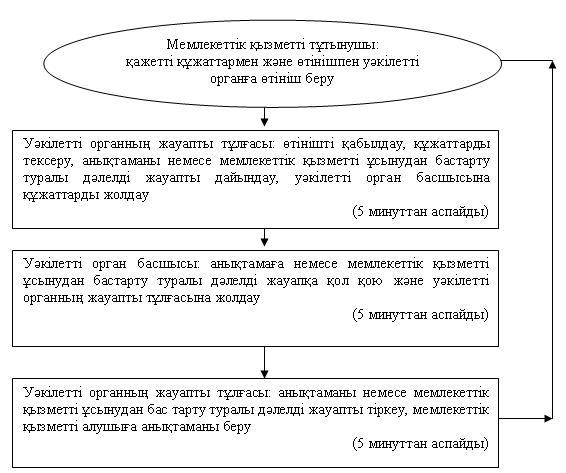 Мемлекеттік қызметті тұтынушы:
қажетті құжаттармен және өтінішпен уәкілетті
органға өтініш беру
Уәкілетті органның жауапты тұлғасы: өтінішті қабылдау, құжаттарды
тексеру, анықтаманы немесе мемлекеттік қызметті ұсынудан бастарту
туралы дәлелді жауапты дайындау, уәкілетті орган басшысына
құжаттарды жолдау
(5 минуттан аспайды)
Уәкілетті орган басшысы: анықтамаға немесе мемлекеттік қызметті
ұсынудан бастарту туралы дәлелді жауапқа қол қою және уәкілетті
органның жауапты тұлғасына жолдау
(5 минуттан аспайды)
Уәкілетті органның жауапты тұлғасы: анықтаманы немесе мемлекеттік
қызметті ұсынудан бас тарту туралы дәлелді жауапты тіркеу, мемлекеттік
қызметті алушыға анықтаманы беру
(5 минуттан аспайды)